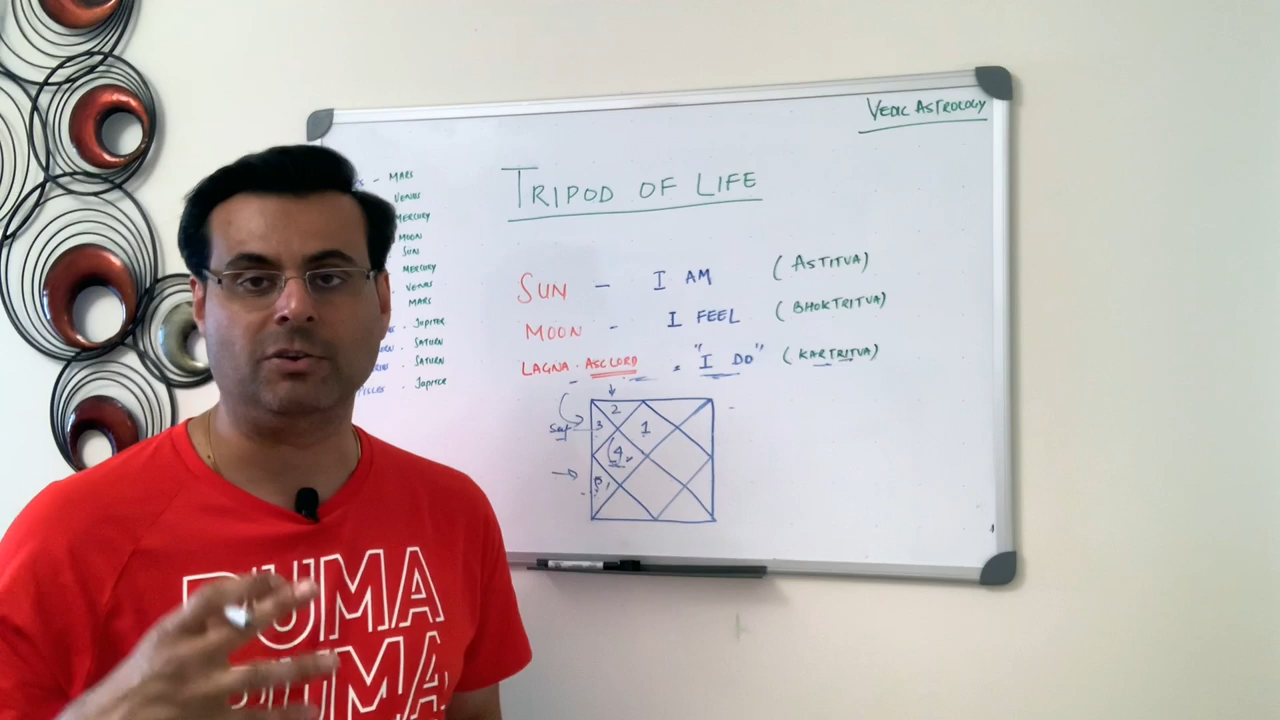 VEDIC ASTROLOGY
TRIPOD OF LIFE
- MARS
VENUS
MERCURY
MOON
SUN
MERCURY
VENUS
MARS
Jupiter
SATURN
SATURN
Jupiter
SUN - I AM (ASTITVA)
MOON - I FEEL (BHOKTRITVA)
LAGNA . ASC LORD = "I DO" (KARTRITVA)
2
3
1
4
PUMA
PUMA